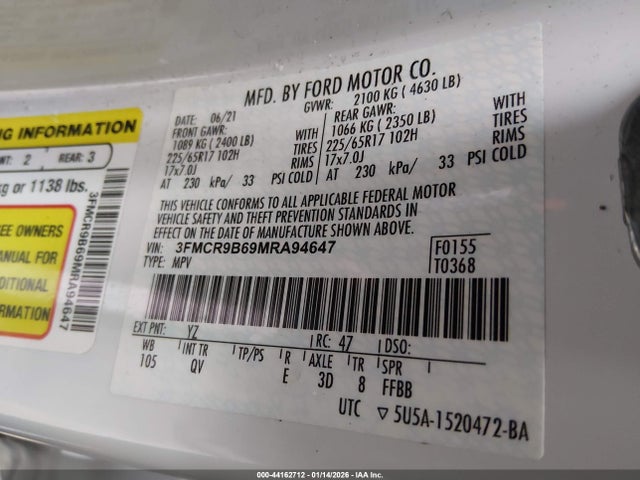 MFD. BY FORD MOTOR CO.
DATE: 06/21 GVWR: 2100 KG ( 4630 LB)
FRONT GAWR: REAR GAWR:
1089 KG ( 2400 LB) WITH 1066 KG ( 2350 LB) WITH
225/65R17 102H TIRES 225/65R17 102H TIRES
17x7.0J RIMS 17x7.0J RIMS
AT 230 kPa/ 33 PSI COLD AT 230 kPa/ 33 PSI COLD
THIS VEHICLE CONFORMS TO ALL APPLICABLE FEDERAL MOTOR
VEHICLE SAFETY AND BUMPER AND THEFT PREVENTION STANDARDS
IN EFFECT ON THE DATE OF MANUFACTURE SHOWN ABOVE.
VIN: 3FMCR9B69MRA94647 F0155
TYPE: MPV T0368
EXT PNT: YZ RC: 47 DSO:
WB INT TR TP/PS R AXLE TR SPR
105 QV E 3D 8 FFBB
UTC ▽ 5U5A-1520472-BA
NG INFORMATION
NT: 2 REAR: 3
kg or 1138 lbs.
EE OWNERS
ANUAL FOR
DDITIONAL
FORMATION
3FMCR9B69MRA94647
000-44162712 — 01/14/2026 — IAAI, Inc.